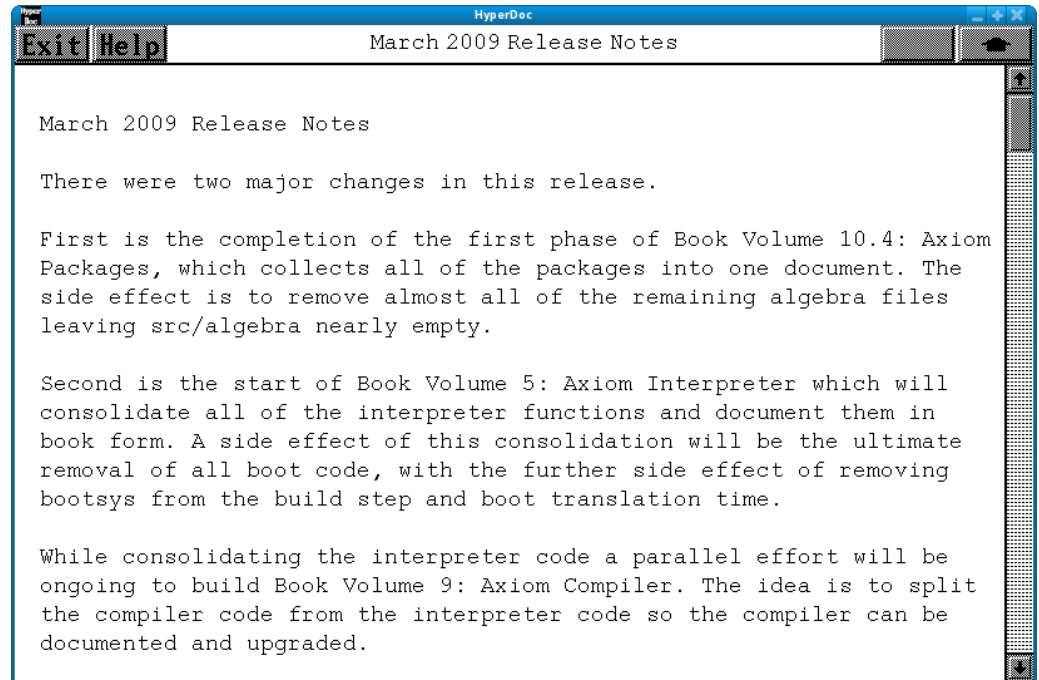 Hyper
Doc
HyperDoc
Exit Help
March 2009 Release Notes
March 2009 Release Notes
There were two major changes in this release.
First is the completion of the first phase of Book Volume 10.4: Axiom
Packages, which collects all of the packages into one document. The
side effect is to remove almost all of the remaining algebra files
leaving src/algebra nearly empty.
Second is the start of Book Volume 5: Axiom Interpreter which will
consolidate all of the interpreter functions and document them in
book form. A side effect of this consolidation will be the ultimate
removal of all boot code, with the further side effect of removing
bootsys from the build step and boot translation time.
While consolidating the interpreter code a parallel effort will be
ongoing to build Book Volume 9: Axiom Compiler. The idea is to split
the compiler code from the interpreter code so the compiler can be
documented and upgraded.